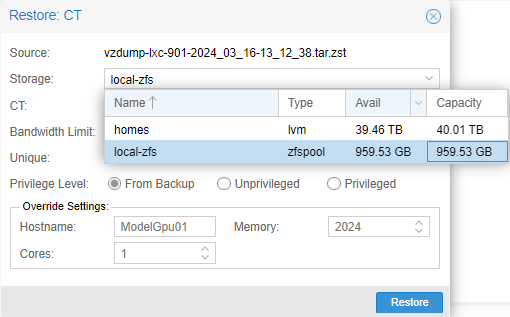 Restore: CT
Source: vzdump-lxc-901-2024_03_16-13_12_38.tar.zst
Storage: local-zfs
CT:
Name Type Avail Capacity
Bandwidth Limit: homes lvm 39.46 TB 40.01 TB
Unique: local-zfs zfspool 959.53 GB 959.53 GB
Privilege Level: From Backup Unprivileged Privileged
Override Settings:
Hostname: ModelGpu01 Memory: 2024
Cores: 1
Restore